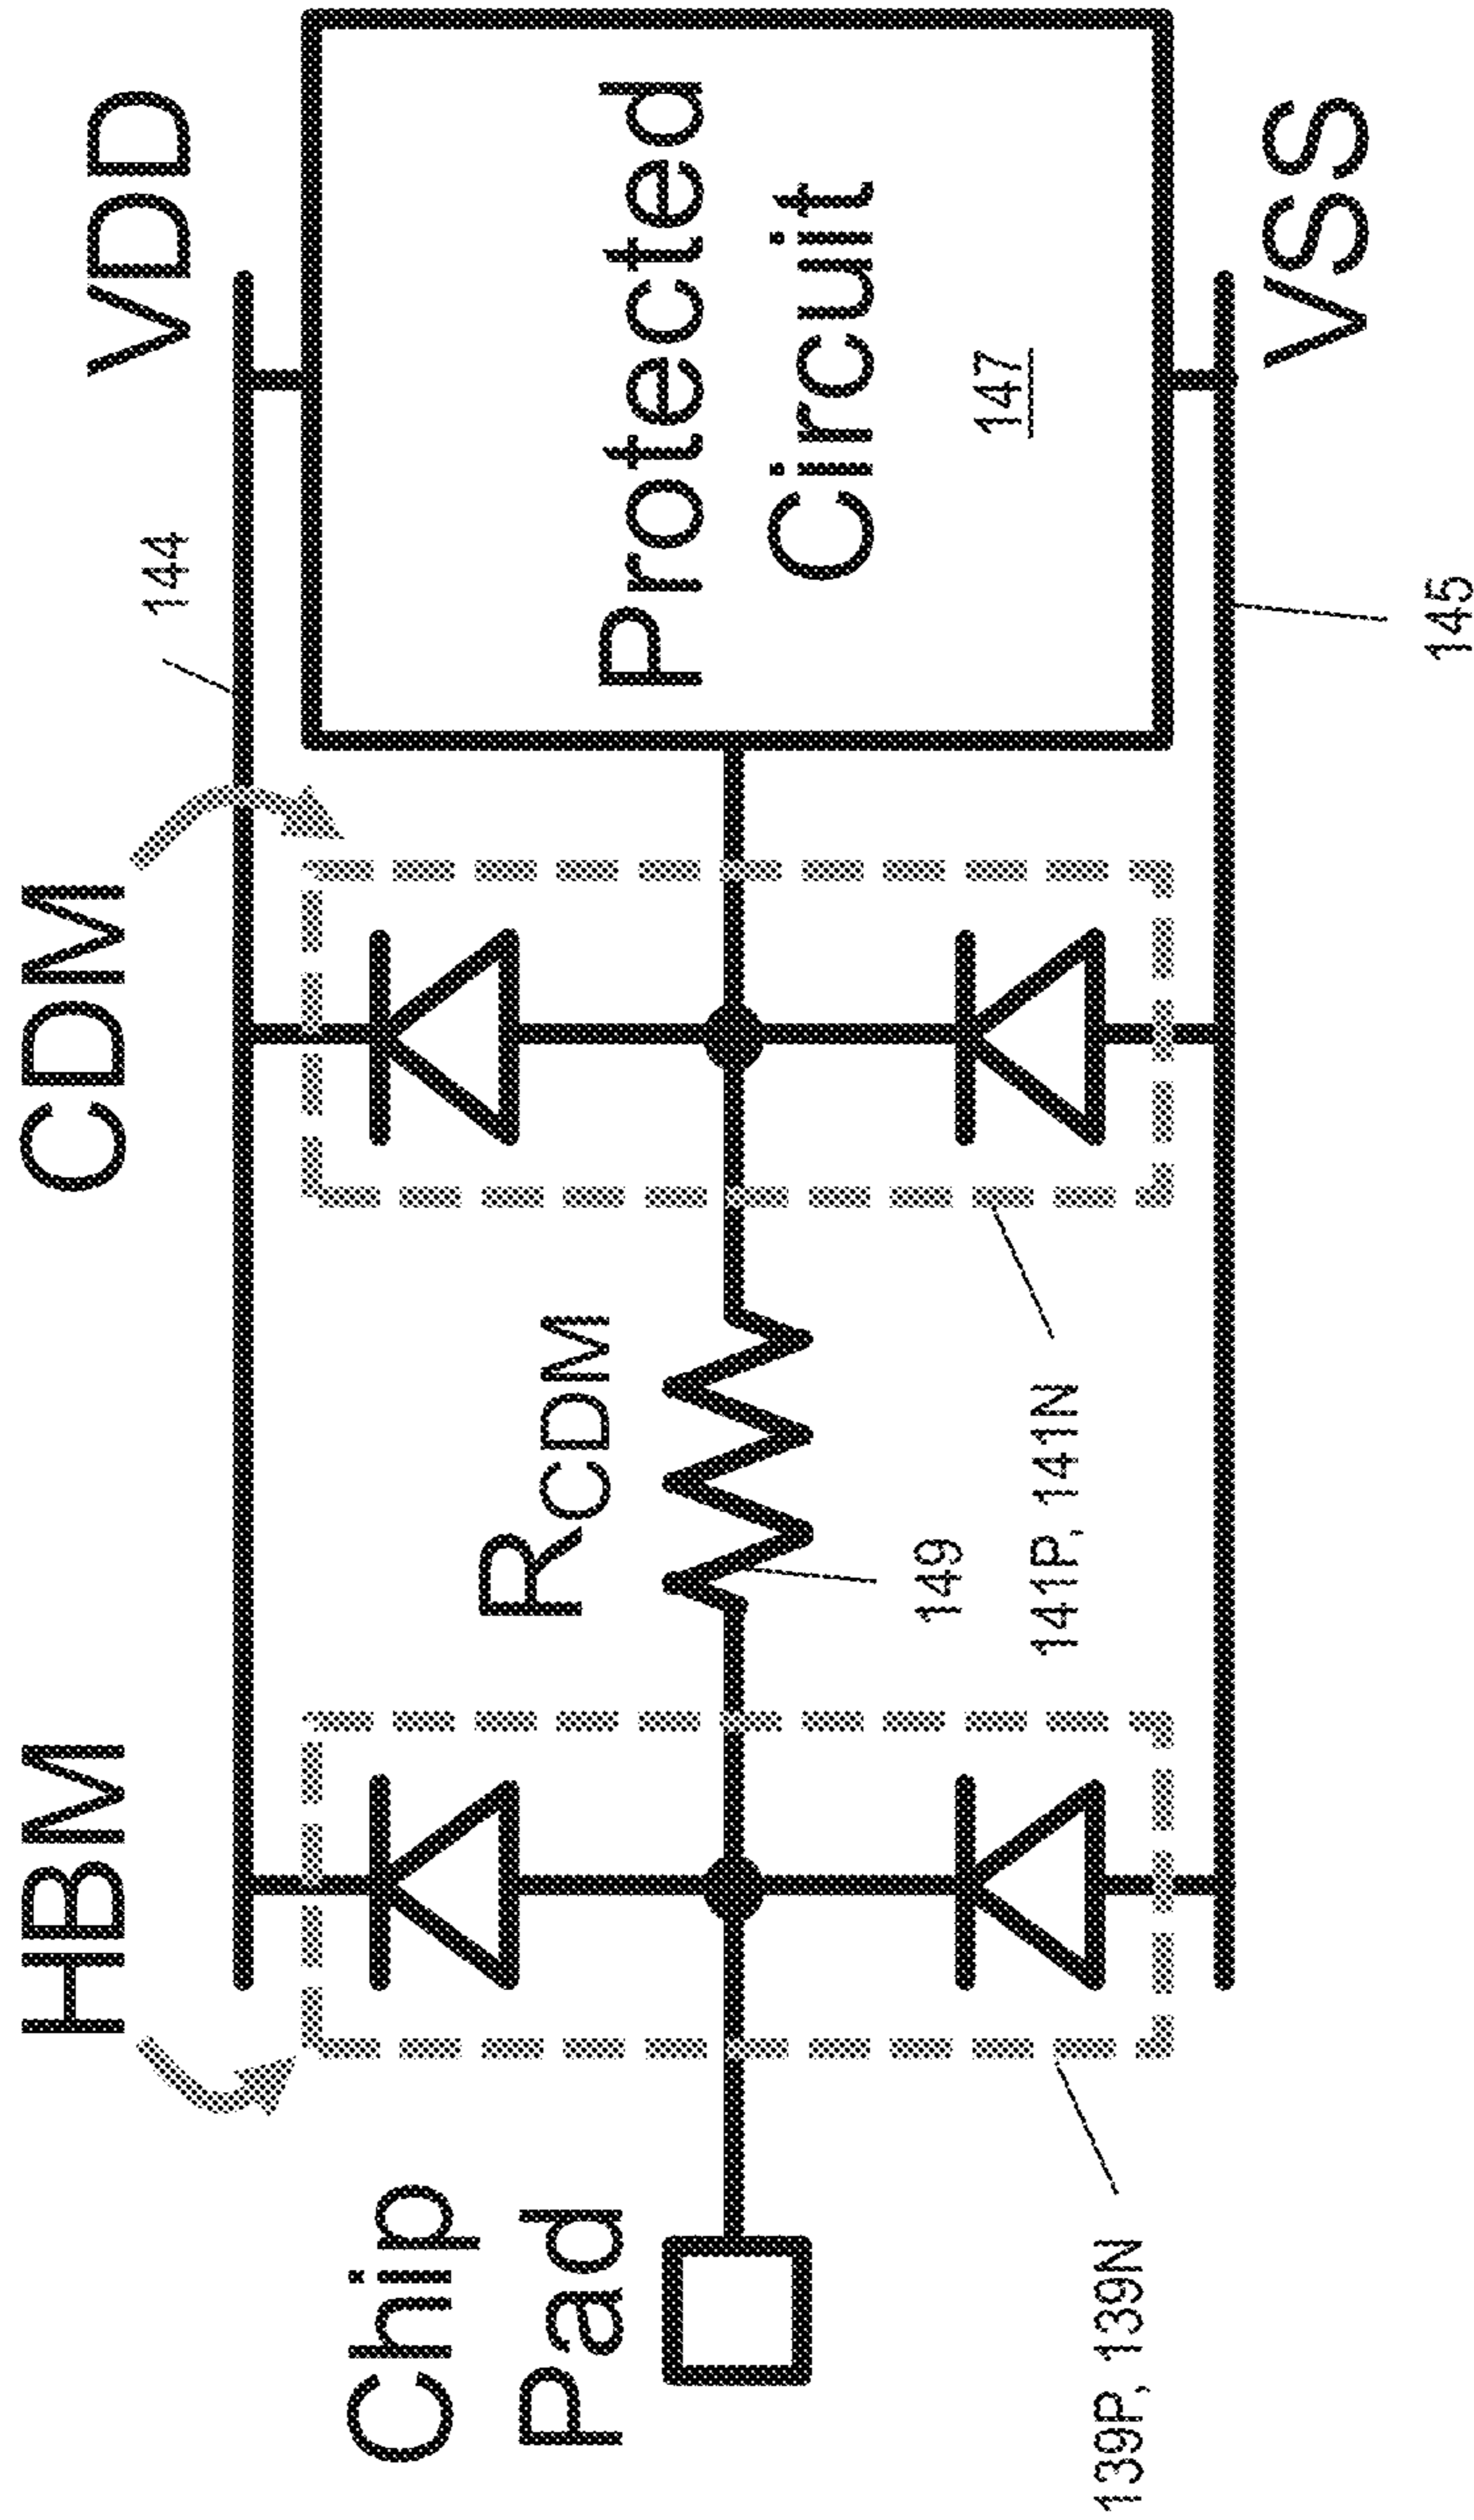 HBM
CDM
VDD
144
Chip
Pad
RCDM
Protected
Circuit
147
149
141P, 141N
139P, 139N
VSS
145